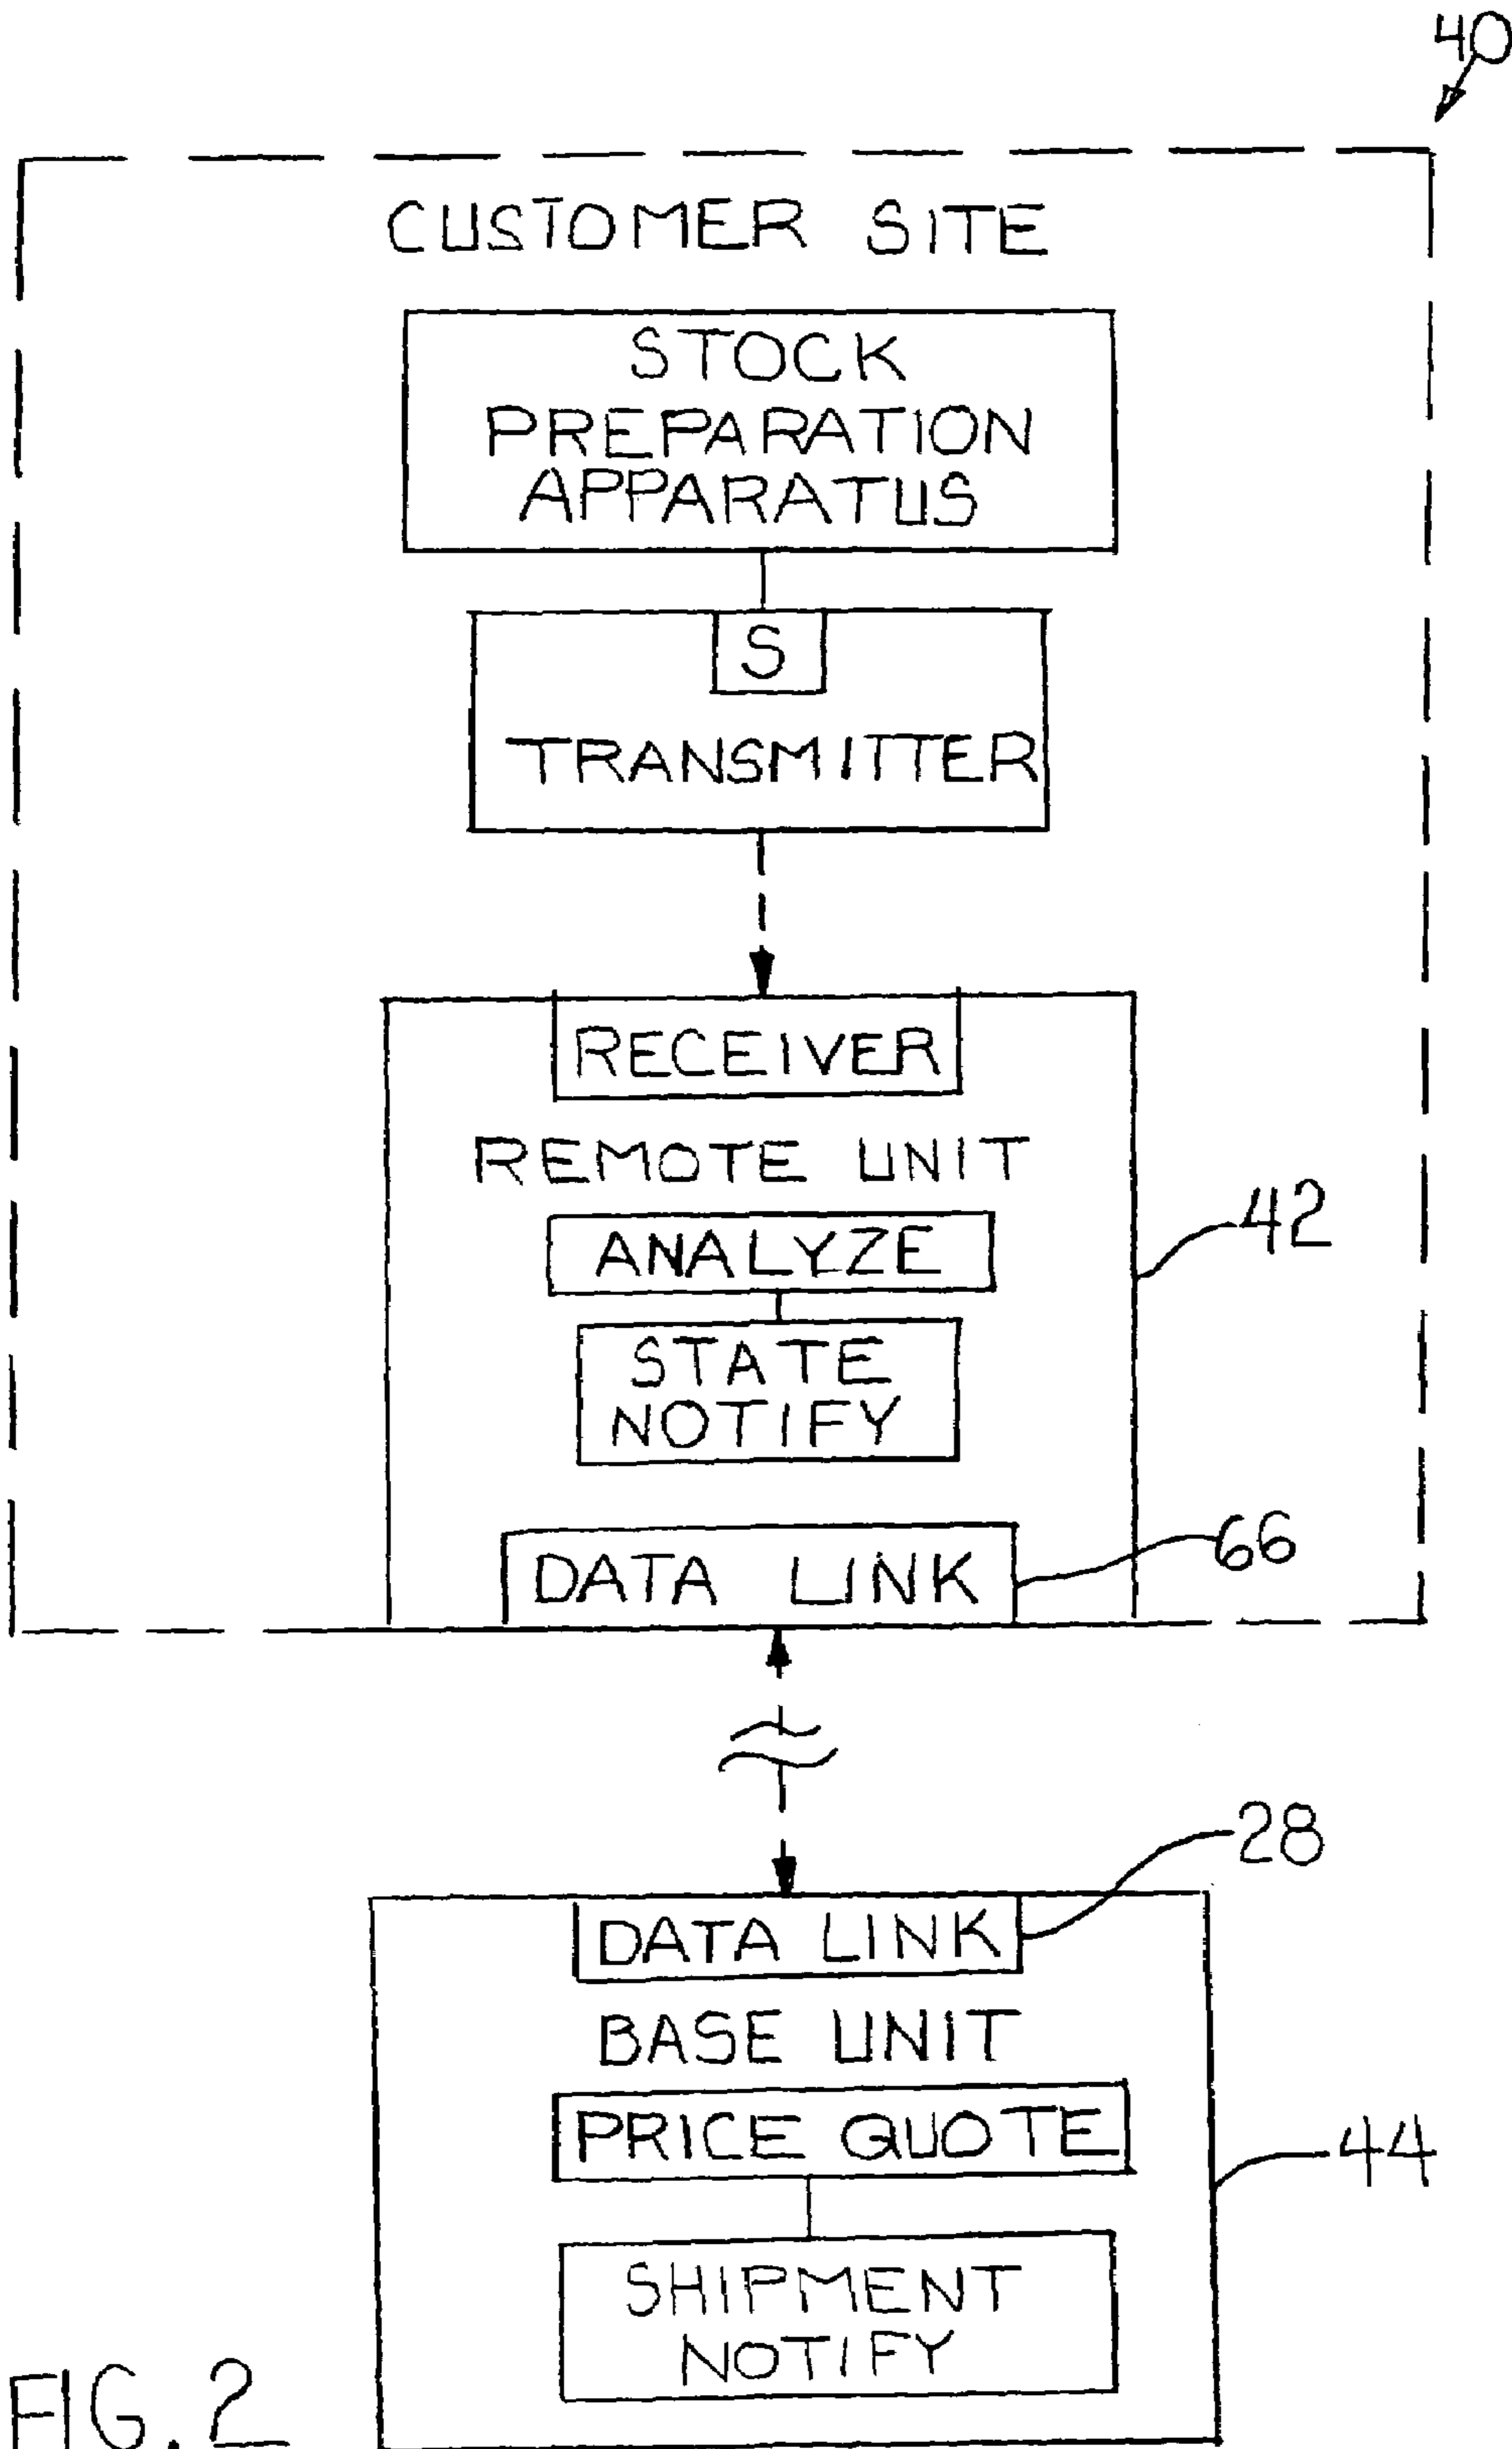 40
CUSTOMER SITE
STOCK
PREPARATION
APPARATUS
S
TRANSMITTER
RECEIVER
REMOTE UNIT
42
ANALYZE
STATE
NOTIFY
66
DATA LINK
28
DATA LINK
BASE UNIT
PRICE QUOTE
44
SHIPMENT
NOTIFY
FIG. 2